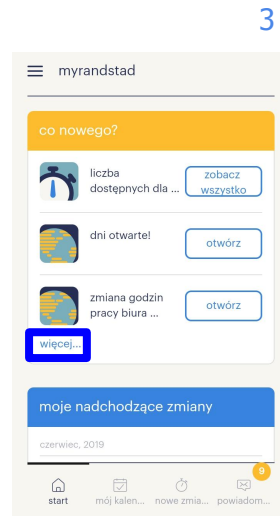 3
myrandstad
co nowego?
liczba
dostępnych dla ...
zobacz
wszystko
dni otwarte!
otwórz
zmiana godzin
pracy biura ...
otwórz
więcej...
moje nadchodzące zmiany
czerwiec, 2019
9
start
mój kalen...
nowe zmia...
powiadom...